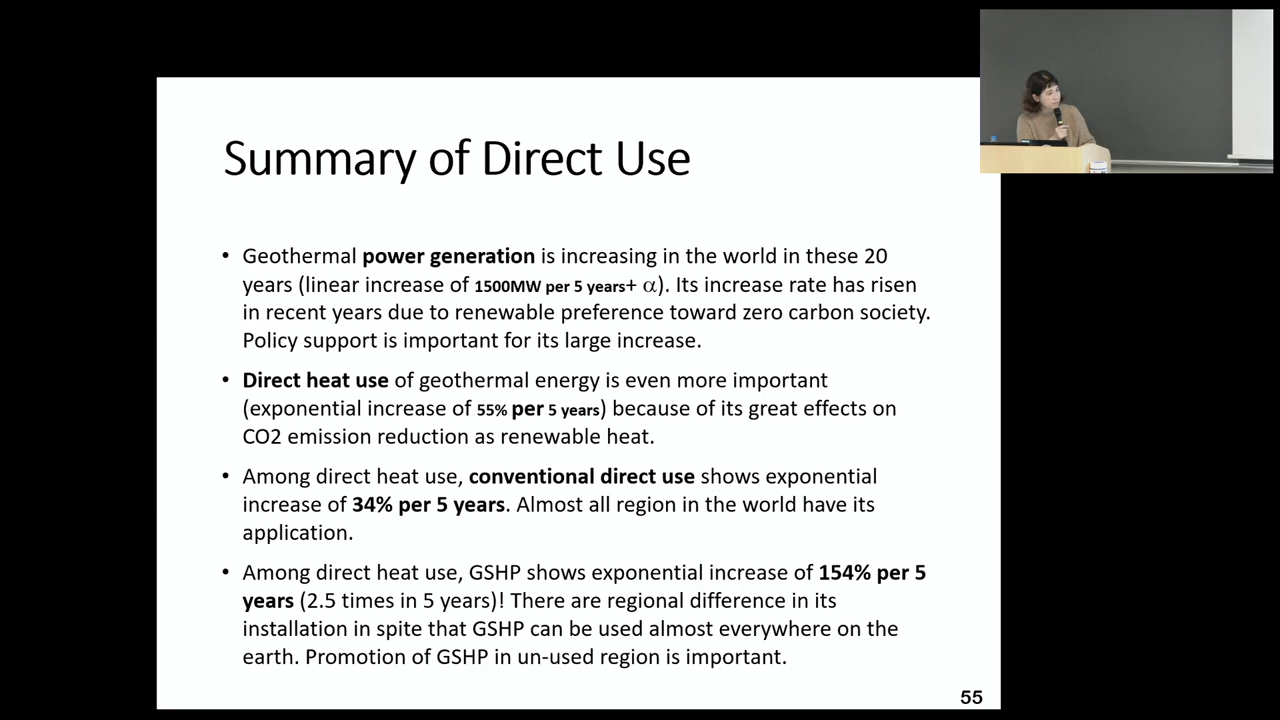 Summary of Direct Use
• Geothermal power generation is increasing in the world in these 20
years (linear increase of 1500MW per 5 years+ α). Its increase rate has risen
in recent years due to renewable preference toward zero carbon society.
Policy support is important for its large increase.
• Direct heat use of geothermal energy is even more important
(exponential increase of 55% per 5 years) because of its great effects on
CO2 emission reduction as renewable heat.
• Among direct heat use, conventional direct use shows exponential
increase of 34% per 5 years. Almost all region in the world have its
application.
• Among direct heat use, GSHP shows exponential increase of 154% per 5
years (2.5 times in 5 years)! There are regional difference in its
installation in spite that GSHP can be used almost everywhere on the
earth. Promotion of GSHP in un-used region is important.
55